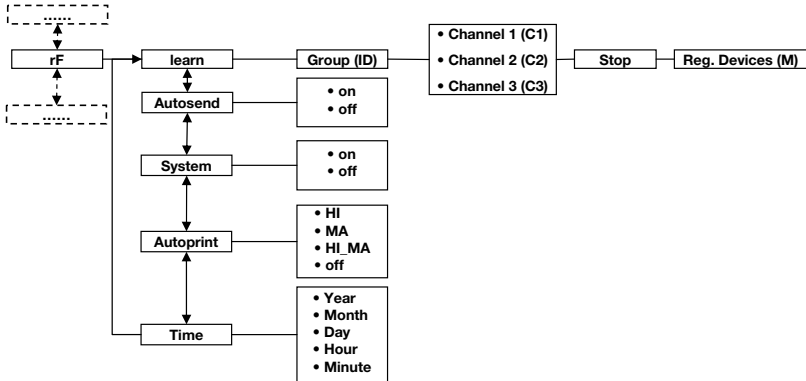 ......
rF
......
learn
Group (ID)
• Channel 1 (C1)
• Channel 2 (C2)
• Channel 3 (C3)
Stop
Reg. Devices (M)
Autosend
• on
• off
System
• on
• off
Autoprint
• HI
• MA
• HI_MA
• off
Time
• Year
• Month
• Day
• Hour
• Minute